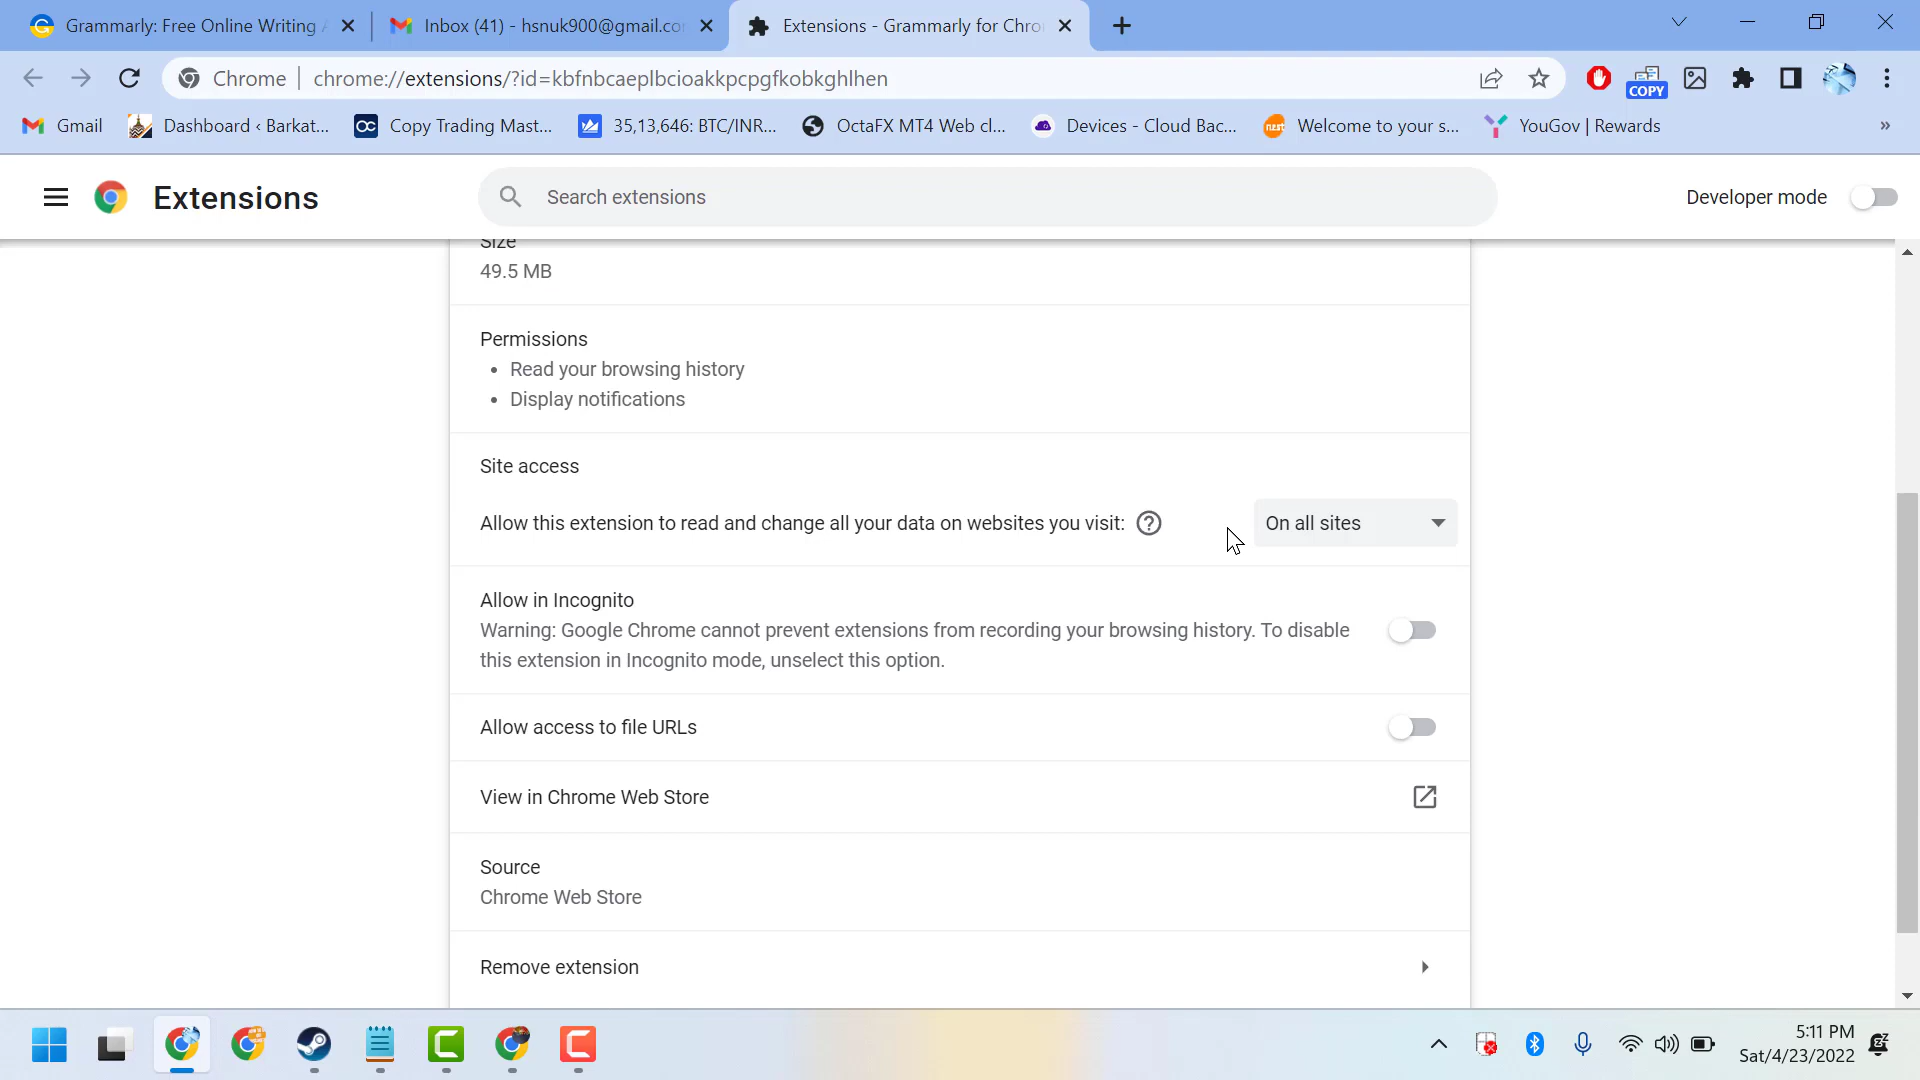 Grammarly: Free Online Writing A
Inbox (41) - hsnuk900@gmail.co
Extensions - Grammarly for Chro
Chrome
chrome://extensions/?id=kbfnbcaeplbcioakkpcpgfkobkghlhen
COPY
Gmail
Dashboard ‹ Barkat...
Copy Trading Mast...
35,13,646: BTC/INR...
OctaFX MT4 Web cl...
Devices - Cloud Bac...
Welcome to your s...
YouGov | Rewards
»
Extensions
Search extensions
Developer mode
Size
49.5 MB
Permissions
• Read your browsing history
• Display notifications
Site access
Allow this extension to read and change all your data on websites you visit:
On all sites
Allow in Incognito
Warning: Google Chrome cannot prevent extensions from recording your browsing history. To disable
this extension in Incognito mode, unselect this option.
Allow access to file URLs
View in Chrome Web Store
Source
Chrome Web Store
Remove extension
5:11 PM
Sat/4/23/2022